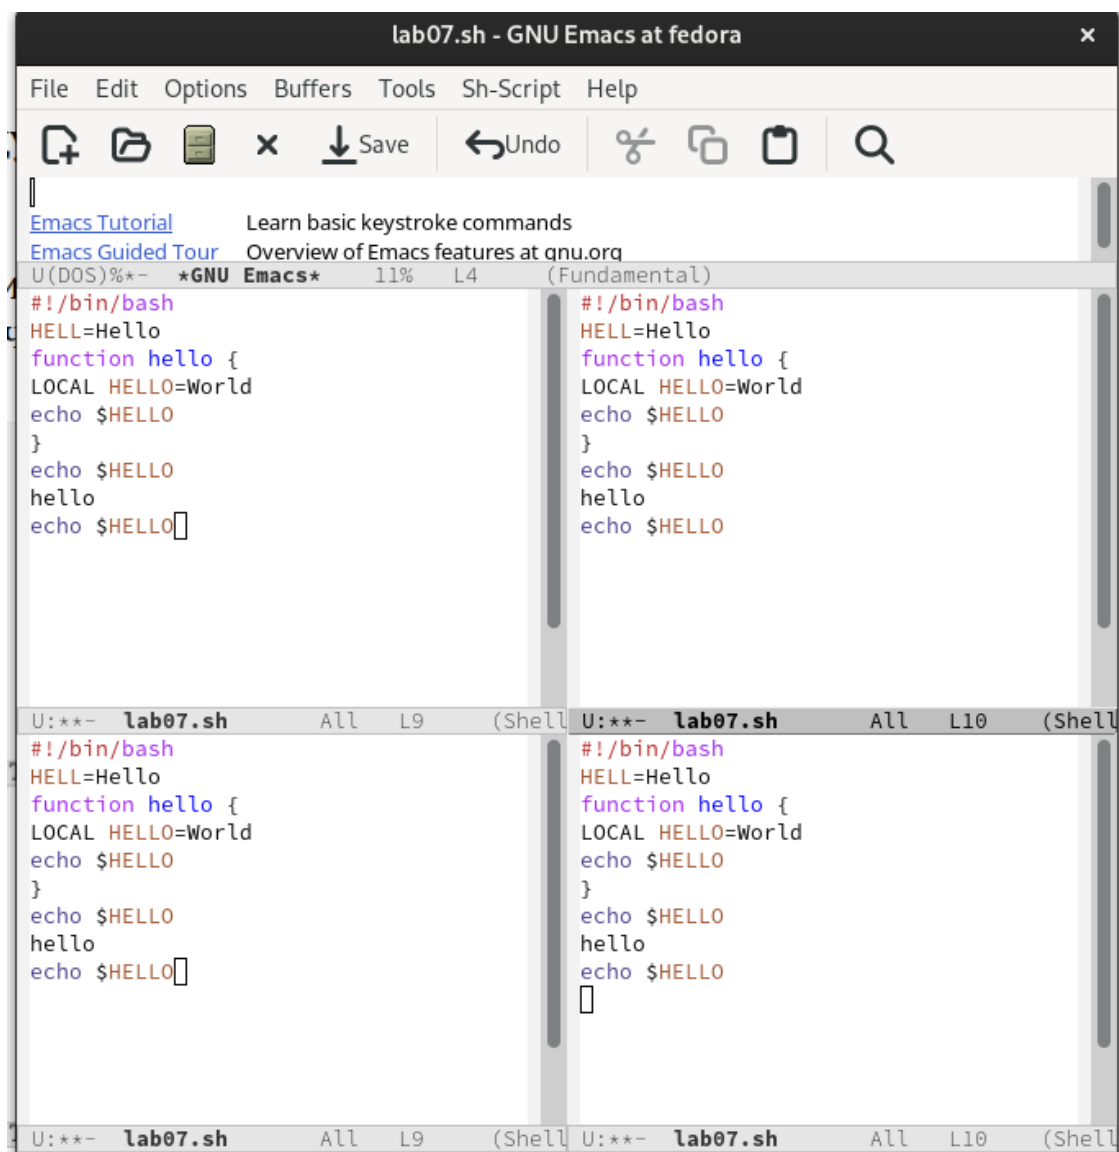 lab07.sh - GNU Emacs at fedora
File Edit Options Buffers Tools Sh-Script Help
Save Undo
Emacs Tutorial Learn basic keystroke commands
Emacs Guided Tour Overview of Emacs features at gnu.org
U(DOS)%*- *GNU Emacs* 11% L4 (Fundamental)
#!/bin/bash
HELL=Hello
function hello {
LOCAL HELLO=World
echo $HELLO
}
echo $HELLO
hello
echo $HELLO
U:**- lab07.sh All L9 (Shell
#!/bin/bash
HELL=Hello
function hello {
LOCAL HELLO=World
echo $HELLO
}
echo $HELLO
hello
echo $HELLO
U:**- lab07.sh All L10 (Shell
#!/bin/bash
HELL=Hello
function hello {
LOCAL HELLO=World
echo $HELLO
}
echo $HELLO
hello
echo $HELLO
U:**- lab07.sh All L9 (Shell
#!/bin/bash
HELL=Hello
function hello {
LOCAL HELLO=World
echo $HELLO
}
echo $HELLO
hello
echo $HELLO
U:**- lab07.sh All L10 (Shell